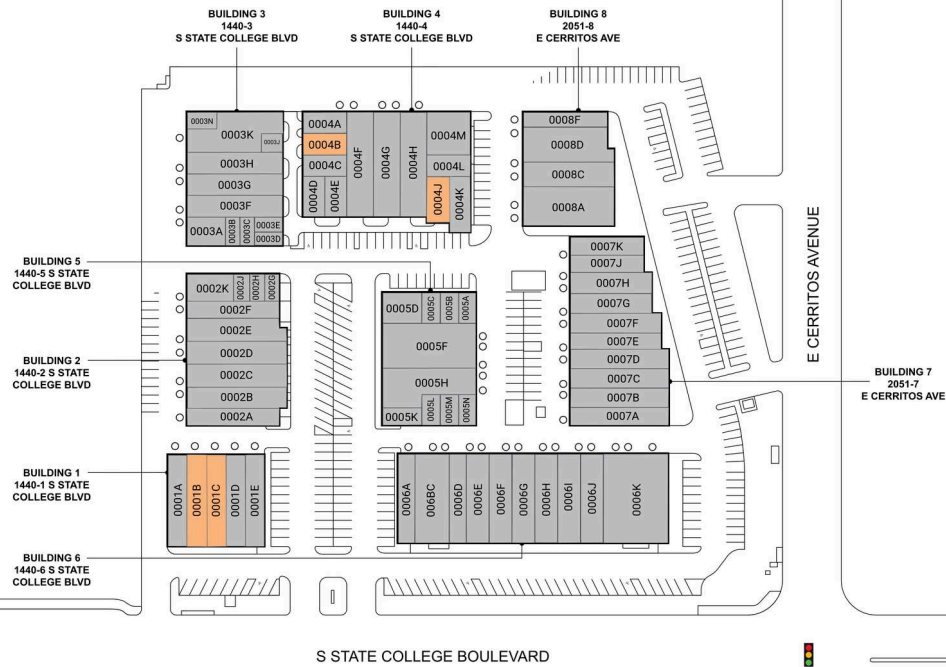 BUILDING 3
1440-3
S STATE COLLEGE BLVD
BUILDING 4
1440-4
S STATE COLLEGE BLVD
BUILDING 8
2051-8
E CERRITOS AVE
0003N
0003K
0003J
0003H
0003G
0003F
0003A
0003B
0003C
0003E
0003D
0004A
0004B
0004C
0004D
0004E
0004F
0004G
0004H
0004M
0004L
0004J
0004K
0008F
0008D
0008C
0008A
E CERRITOS AVENUE
BUILDING 5
1440-5 S STATE
COLLEGE BLVD
0002K
0002J
0002H
0002G
0002F
0002E
0002D
0002C
0002B
0002A
BUILDING 2
1440-2 S STATE
COLLEGE BLVD
0005D
0005C
0005B
0005A
0005F
0005H
0005K
0005L
0005M
0005N
0007K
0007J
0007H
0007G
0007F
0007E
0007D
0007C
0007B
0007A
BUILDING 7
2051-7
E CERRITOS AVE
BUILDING 1
1440-1 S STATE
COLLEGE BLVD
0001A
0001B
0001C
0001D
0001E
0006A
006BC
0006D
0006E
0006F
0006G
0006H
0006I
0006J
0006K
BUILDING 6
1440-6 S STATE
COLLEGE BLVD
S STATE COLLEGE BOULEVARD